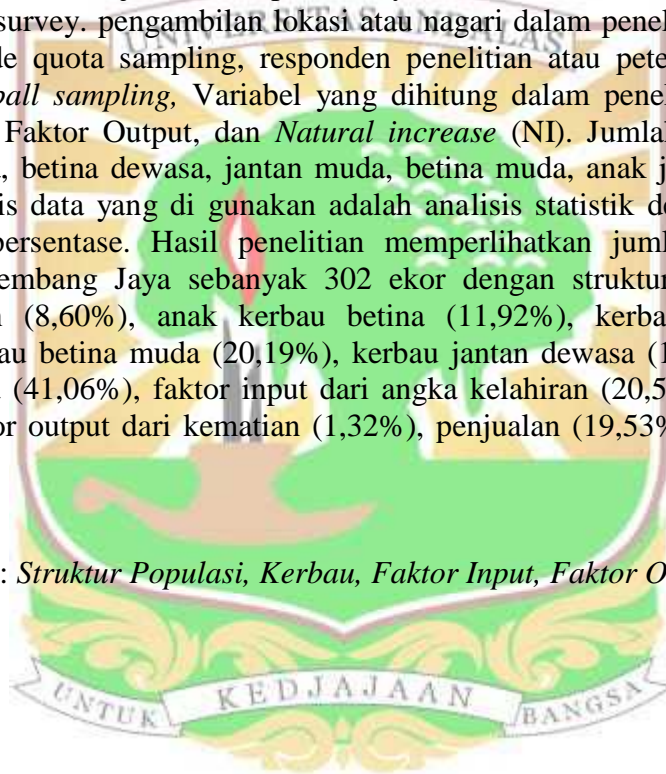 survey. pengambilan lokasi atau nagari dalam penel
UNIVERSITAS ANDALAS
de quota sampling, responden penelitian atau pete
ball sampling, Variabel yang dihitung dalam penel
Faktor Output, dan Natural increase (NI). Jumla
, betina dewasa, jantan muda, betina muda, anak j
is data yang di gunakan adalah analisis statistik d
persentase. Hasil penelitian memperlihatkan juml
embang Jaya sebanyak 302 ekor dengan struktur
(8,60%), anak kerbau betina (11,92%), kerba
au betina muda (20,19%), kerbau jantan dewasa (1
(41,06%), faktor input dari angka kelahiran (20,5
or output dari kematian (1,32%), penjualan (19,53%
: Struktur Populasi, Kerbau, Faktor Input, Faktor O
UNTUK KEDJAJAAN BANGSA